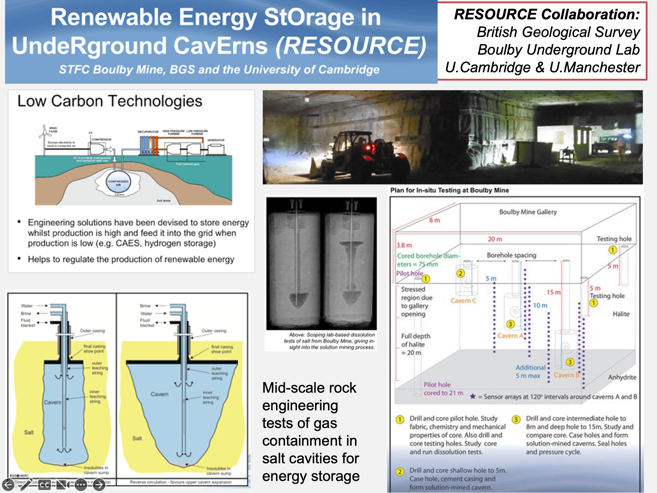 Renewable Energy StOrage in
UndeRground CavErns (RESOURCE)
STFC Boulby Mine, BGS and the University of Cambridge
RESOURCE Collaboration:
British Geological Survey
Boulby Underground Lab
U.Cambridge & U.Manchester
Low Carbon Technologies
• Engineering solutions have been devised to store energy
whilst production is high and feed it into the grid when
production is low (e.g. CAES, hydrogen storage)
• Helps to regulate the production of renewable energy
Water
Brine
Fluid
blanket
Outer casing
final casing
shoe point
outer
leaching
string
inner
leaching
string
Cavern
Salt
Insolubles in
cavern sump
Brine
Water
Fluid
blanket
Outer casing
final casing
shoe point
outer
leaching
string
inner
leaching
string
Cavern
Salt
Insolubles in
cavern sump
Reverse circulation - favours upper cavern expansion
Above: Scoping lab-based dissolution
tests of salt from Boulby Mine, giving in-
sight into the solution mining process.
Mid-scale rock
engineering
tests of gas
containment in
salt cavities for
energy storage
Plan for In-situ Testing at Boulby Mine
Boulby Mine Gallery
8 m
20 m
3.8 m
Cored borehole diam-
eters = 75 mm
Pilot hole
1
2
Borehole spacing
Testing hole
1
5 m
5 m
Stressed
region due
to gallery
opening
Cavern C
15 m
10 m
5 m
Testing hole
1
Halite
3
Cavern A
Full depth
of halite
= 20 m
3
Additional
5 m max
Cavern B
Anhydrite
Pilot hole
cored to 21 m
★ = Sensor arrays at 120° intervals around caverns A and B
1 Drill and core pilot hole. Study
fabric, chemistry and mechanical
properties of core. Also drill and
core testing holes. Study core
and run dissolution tests.
2 Drill and core shallow hole to 5m.
Case hole, cement casing and
form solution-mined cavern.
3 Drill and core intermediate hole to
8m and deep hole to 15m. Study and
compare core. Case holes and form
solution-mined caverns. Seal holes
and pressure cycle.